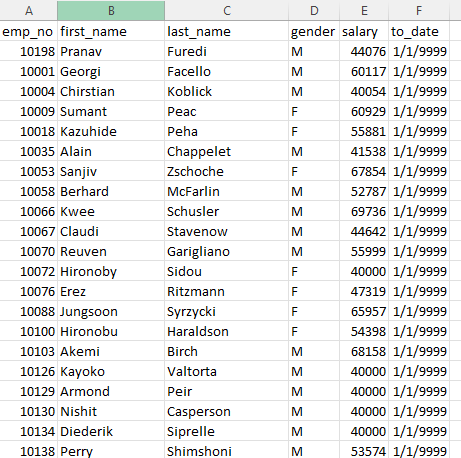 A B C D E F
emp_no first_name last_name gender salary to_date
10198 Pranav Furedi M 44076 1/1/9999
10001 Georgi Facello M 60117 1/1/9999
10004 Chirstian Koblick M 40054 1/1/9999
10009 Sumant Peac F 60929 1/1/9999
10018 Kazuhide Peha F 55881 1/1/9999
10035 Alain Chappelet M 41538 1/1/9999
10053 Sanjiv Zschoche F 67854 1/1/9999
10058 Berhard McFarlin M 52787 1/1/9999
10066 Kwee Schusler M 69736 1/1/9999
10067 Claudi Stavenow M 44642 1/1/9999
10070 Reuven Garigliano M 55999 1/1/9999
10072 Hironoby Sidou F 40000 1/1/9999
10076 Erez Ritzmann F 47319 1/1/9999
10088 Jungsoon Syrzycki F 65957 1/1/9999
10100 Hironobu Haraldson F 54398 1/1/9999
10103 Akemi Birch M 68158 1/1/9999
10126 Kayoko Valtorta M 40000 1/1/9999
10129 Armond Peir M 40000 1/1/9999
10130 Nishit Casperson M 40000 1/1/9999
10134 Diederik Siprelle M 40000 1/1/9999
10138 Perry Shimshoni M 53574 1/1/9999